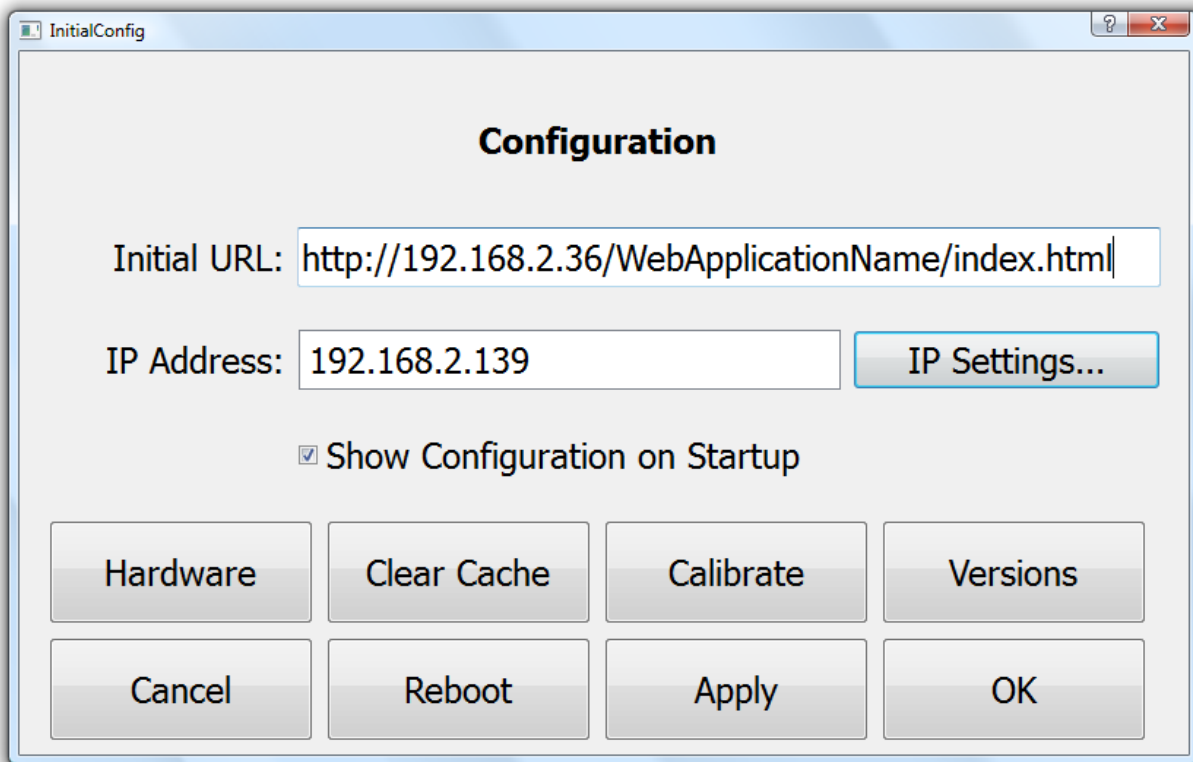 InitialConfig
Configuration
Initial URL: http://192.168.2.36/WebApplicationName/index.html
IP Address: 192.168.2.139 IP Settings...
Show Configuration on Startup
Hardware Clear Cache Calibrate Versions
Cancel Reboot Apply OK